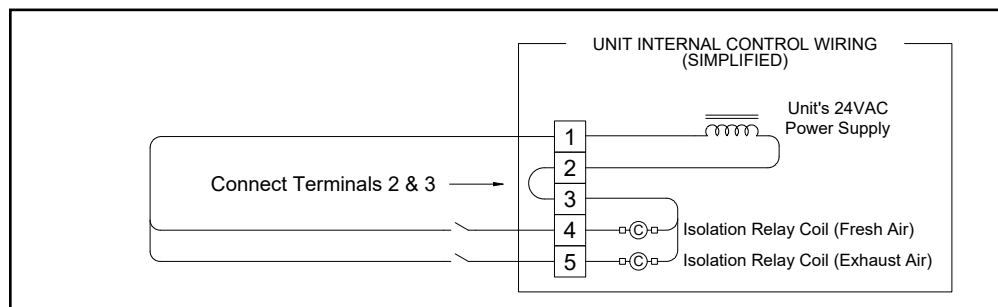 UNIT INTERNAL CONTROL WIRING
(SIMPLIFIED)
Unit's 24VAC
Power Supply
1
2
Connect Terminals 2 & 3
3
4
C
Isolation Relay Coil (Fresh Air)
5
C
Isolation Relay Coil (Exhaust Air)